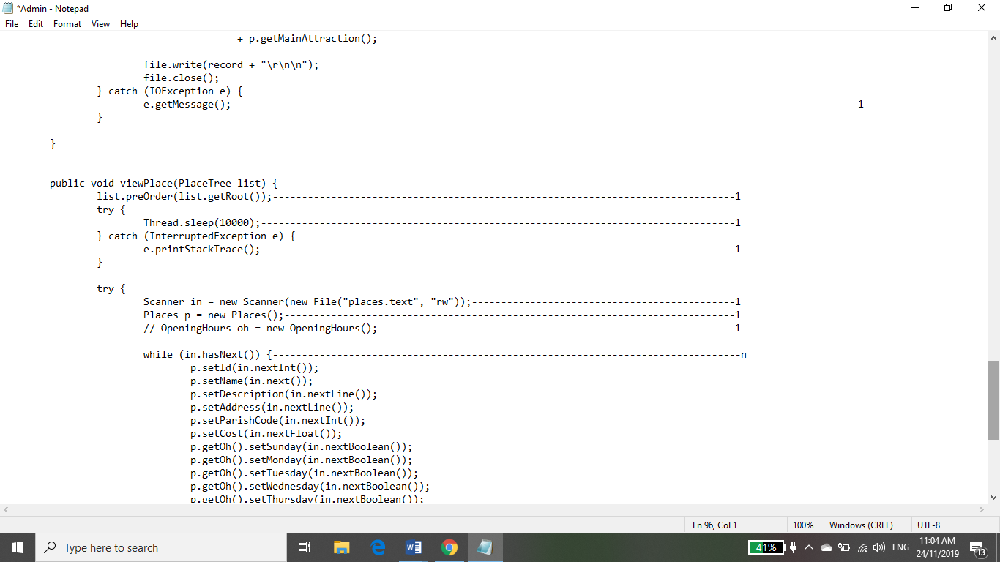 *Admin - Notepad
File Edit Format View Help
+ p.getMainAttraction();
file.write(record + "\r\n\n");
file.close();
} catch (IOException e) {
e.getMessage();-----------------------------------------------------------------------------------------------------------1
}
}
public void viewPlace(PlaceTree list) {
list.preOrder(list.getRoot());-------------------------------------------------------------------------------1
try {
Thread.sleep(10000);---------------------------------------------------------------------------------1
} catch (InterruptedException e) {
e.printStackTrace();---------------------------------------------------------------------------------1
}
try {
Scanner in = new Scanner(new File("places.text", "rw"));---------------------------------------------1
Places p = new Places();-----------------------------------------------------------------------------1
// OpeningHours oh = new OpeningHours();-------------------------------------------------------------1
while (in.hasNext()) {--------------------------------------------------------------------------------n
p.setId(in.nextInt());
p.setName(in.next());
p.setDescription(in.nextLine());
p.setAddress(in.nextLine());
p.setParishCode(in.nextInt());
p.setCost(in.nextFloat());
p.getOh().setSunday(in.nextBoolean());
p.getOh().setMonday(in.nextBoolean());
p.getOh().setTuesday(in.nextBoolean());
p.getOh().setWednesday(in.nextBoolean());
p.getOh().setThursday(in.nextBoolean());
Ln 96, Col 1 100% Windows (CRLF) UTF-8
Type here to search 41% ENG 11:04 AM
24/11/2019 13